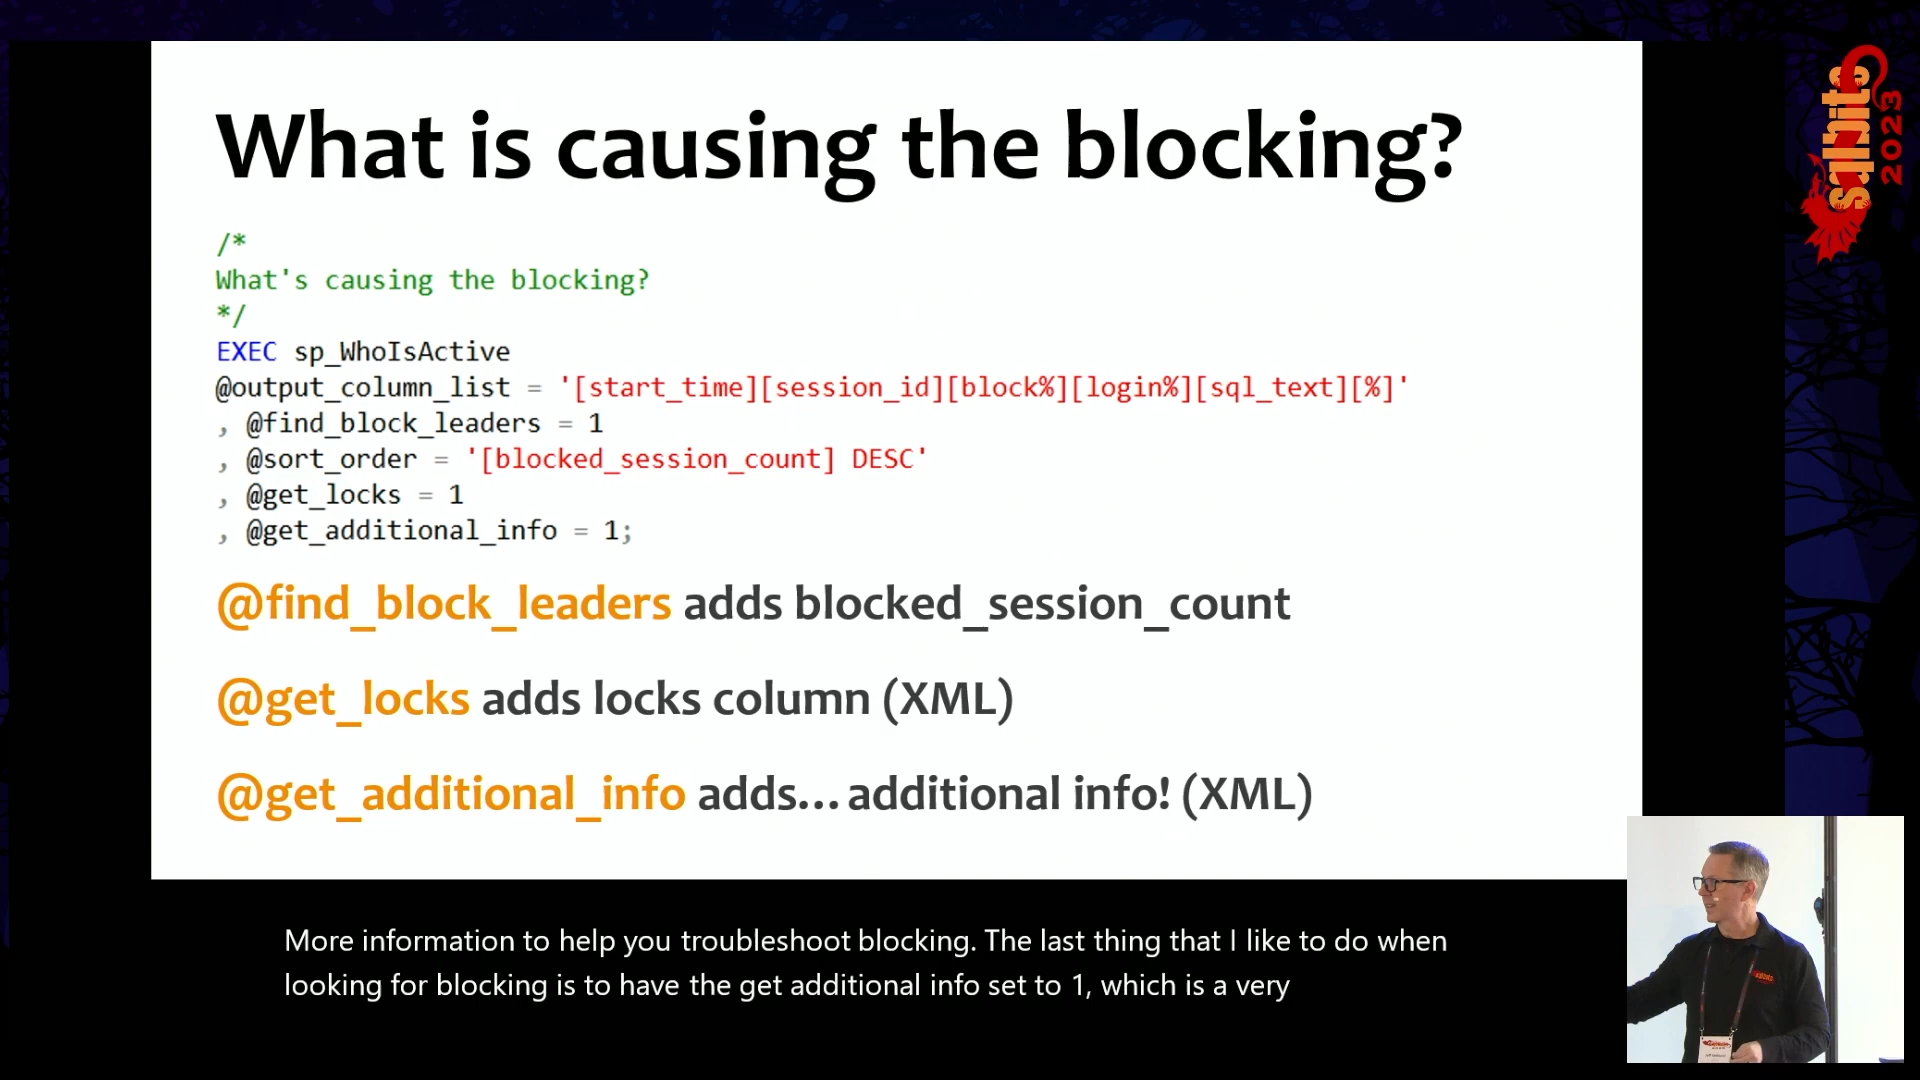 What is causing the blocking?
/*
What's causing the blocking?
*/
EXEC sp_WhoIsActive
@output_column_list = '[start_time][session_id][block%][login%][sql_text][%]'
, @find_block_leaders = 1
, @sort_order = '[blocked_session_count] DESC'
, @get_locks = 1
, @get_additional_info = 1;
@find_block_leaders adds blocked_session_count
@get_locks adds locks column (XML)
@get_additional_info adds... additional info! (XML)
More information to help you troubleshoot blocking. The last thing that I like to do when
looking for blocking is to have the get additional info set to 1, which is a very
sqlbits
2023